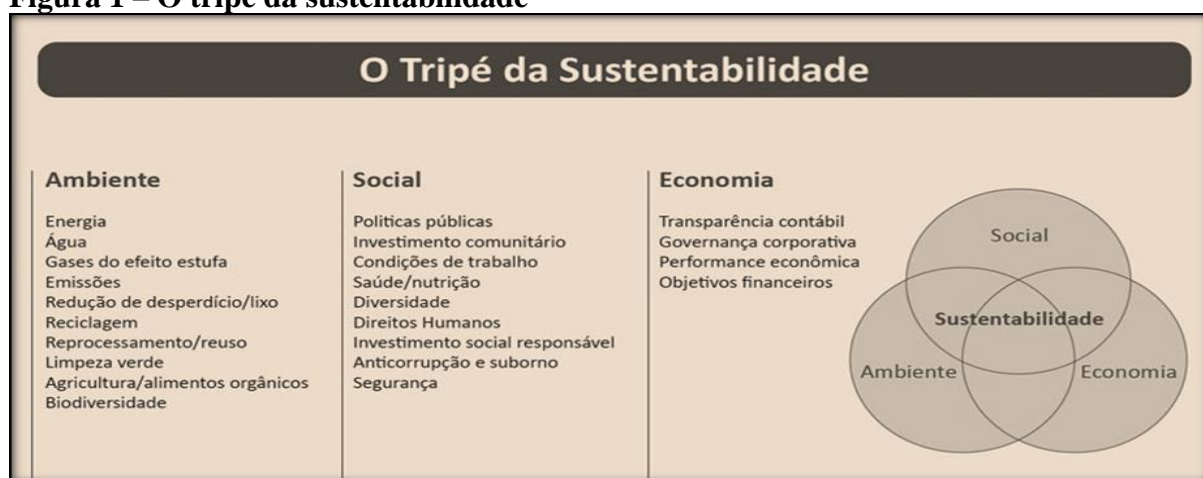 Figura 1 – O tripé da sustentabilidade
O Tripé da Sustentabilidade
Ambiente
Energia
Água
Gases do efeito estufa
Emissões
Redução de desperdício/lixo
Reciclagem
Reprocessamento/reuso
Limpeza verde
Agricultura/alimentos orgânicos
Biodiversidade
Social
Politicas públicas
Investimento comunitário
Condições de trabalho
Saúde/nutrição
Diversidade
Direitos Humanos
Investimento social responsável
Anticorrupção e suborno
Segurança
Economia
Transparência contábil
Governança corporativa
Performance econômica
Objetivos financeiros
Social
Sustentabilidade
Ambiente
Economia